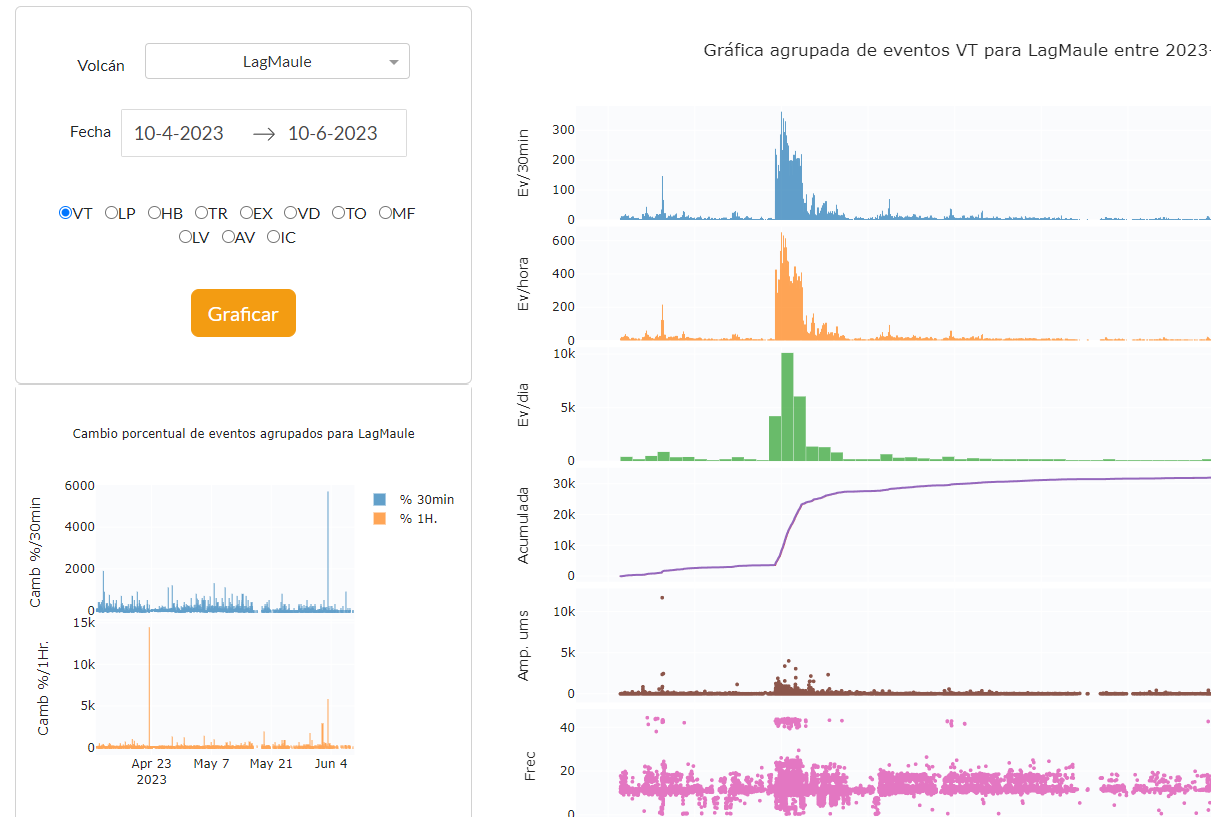 Volcán
LagMaule
Fecha
10-4-2023 → 10-6-2023
VT LP HB TR EX VD TO MF
LV AV IC
Graficar
Cambio porcentual de eventos agrupados para LagMaule
Camb %/30min
6000
4000
2000
0
% 30min
% 1H.
Camb %/1Hr.
15k
10k
5k
0
Apr 23
2023
May 7
May 21
Jun 4
Gráfica agrupada de eventos VT para LagMaule entre 2023-
Ev/30min
300
200
100
0
Ev/hora
600
400
200
0
Ev/dia
10k
5k
0
Acumulada
30k
20k
10k
0
Amp. ums
10k
5k
0
Frec
40
20
0